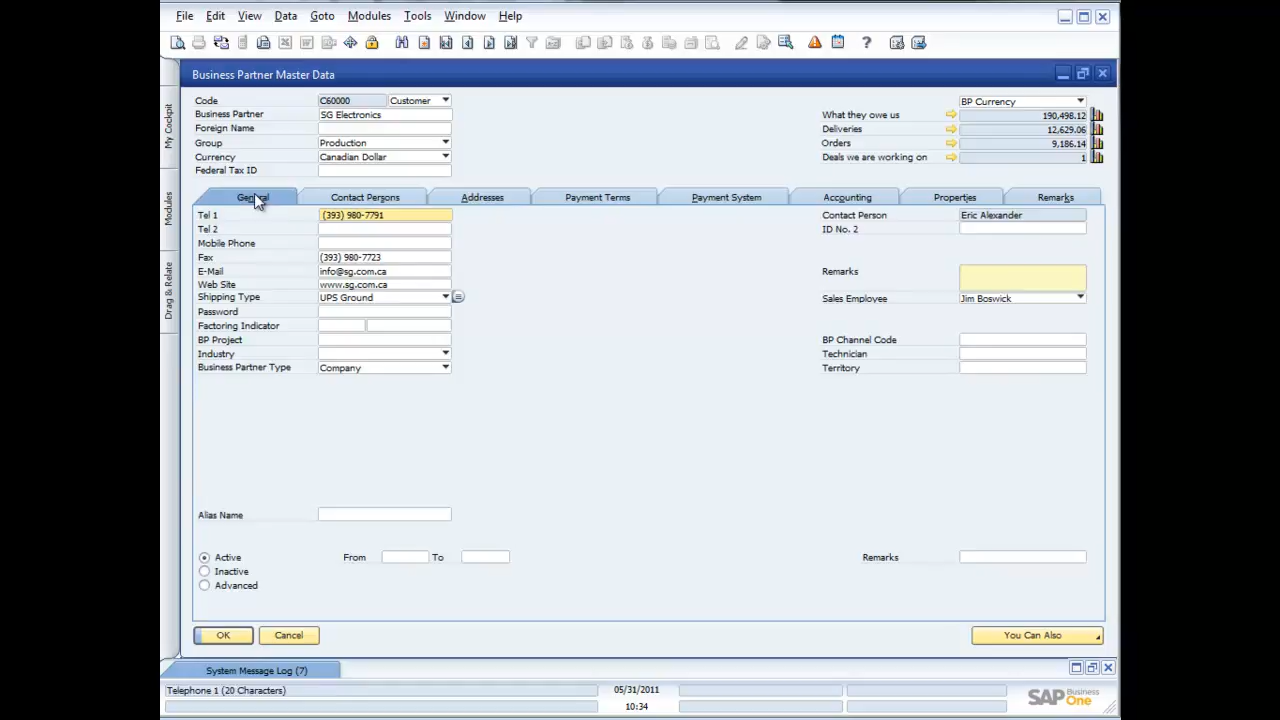 File Edit View Data Goto Modules Tools Window Help
Business Partner Master Data
My Cockpit
Modules
Drag & Relate
Code C60000 Customer BP Currency
Business Partner SG Electronics What they owe us 190,498.12
Foreign Name Deliveries 12,629.06
Group Production Orders 9,186.14
Currency Canadian Dollar Deals we are working on 1
Federal Tax ID
General Contact Persons Addresses Payment Terms Payment System Accounting Properties Remarks
Tel 1 (393) 980-7791 Contact Person Eric Alexander
Tel 2 ID No. 2
Mobile Phone
Fax (393) 980-7723
E-Mail info@sg.com.ca Remarks
Web Site www.sg.com.ca
Shipping Type UPS Ground Sales Employee Jim Boswick
Password
Factoring Indicator
BP Project BP Channel Code
Industry Technician
Business Partner Type Company Territory
Alias Name
Active From To Remarks
Inactive
Advanced
OK Cancel You Can Also
System Message Log (7)
Telephone 1 (20 Characters) 05/31/2011
10:34
SAP Business One